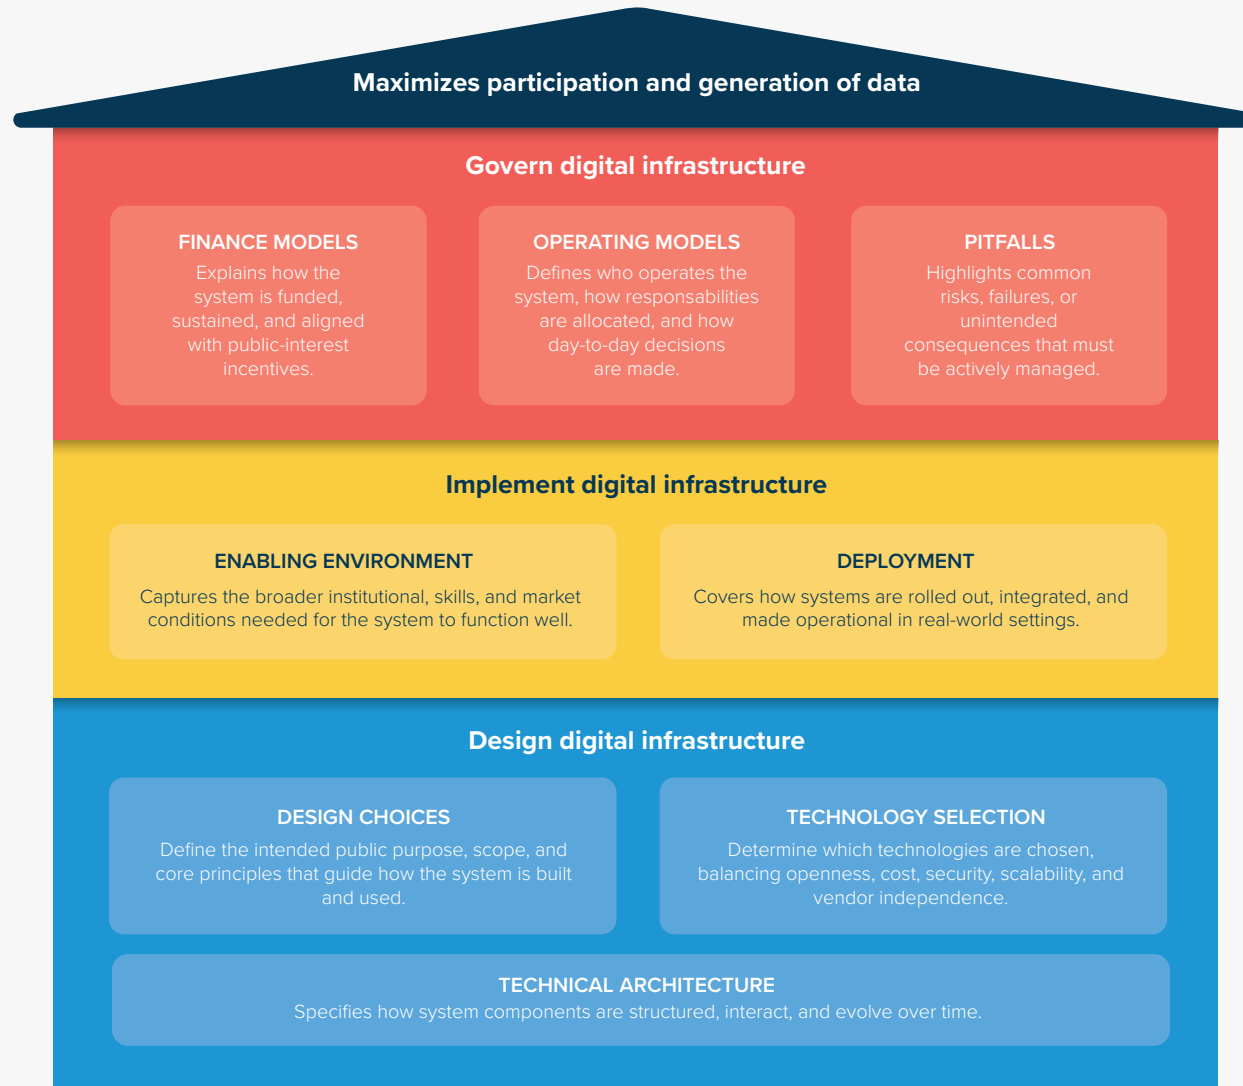 Maximizes participation and generation of data
Govern digital infrastructure
FINANCE MODELS
Explains how the
system is funded,
sustained, and aligned
with public-interest
incentives.
OPERATING MODELS
Defines who operates the
system, how responsabilities
are allocated, and how
day-to-day decisions
are made.
PITFALLS
Highlights common
risks, failures, or
unintended
consequences that must
be actively managed.
Implement digital infrastructure
ENABLING ENVIRONMENT
Captures the broader institutional, skills, and market
conditions needed for the system to function well.
DEPLOYMENT
Covers how systems are rolled out, integrated, and
made operational in real-world settings.
Design digital infrastructure
DESIGN CHOICES
Define the intended public purpose, scope, and
core principles that guide how the system is built
and used.
TECHNOLOGY SELECTION
Determine which technologies are chosen,
balancing openness, cost, security, scalability, and
vendor independence.
TECHNICAL ARCHITECTURE
Specifies how system components are structured, interact, and evolve over time.